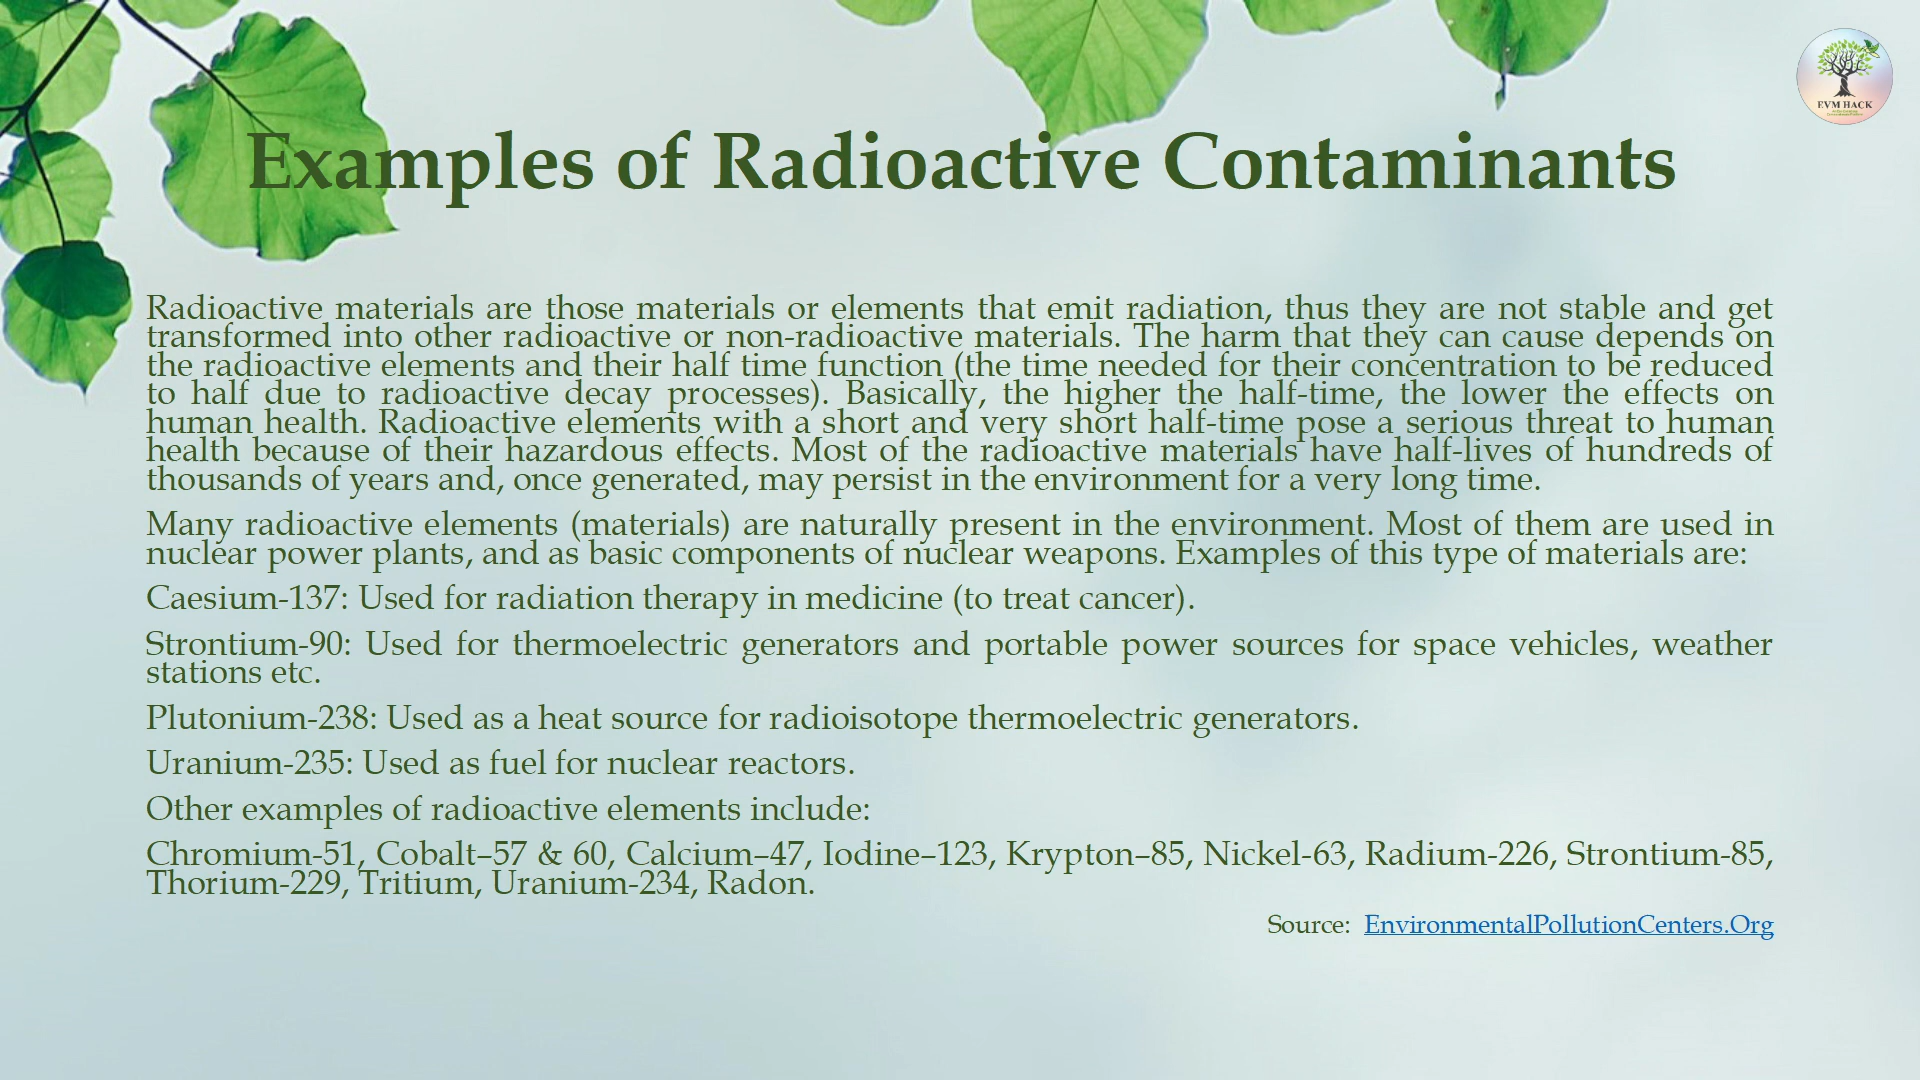 EVM HACK
Examples of Radioactive Contaminants
Radioactive materials are those materials or elements that emit radiation, thus they are not stable and get
transformed into other radioactive or non-radioactive materials. The harm that they can cause depends on
the radioactive elements and their half time function (the time needed for their concentration to be reduced
to half due to radioactive decay processes). Basically, the higher the half-time, the lower the effects on
human health. Radioactive elements with a short and very short half-time pose a serious threat to human
health because of their hazardous effects. Most of the radioactive materials have half-lives of hundreds of
thousands of years and, once generated, may persist in the environment for a very long time.
Many radioactive elements (materials) are naturally present in the environment. Most of them are used in
nuclear power plants, and as basic components of nuclear weapons. Examples of this type of materials are:
Caesium-137: Used for radiation therapy in medicine (to treat cancer).
Strontium-90: Used for thermoelectric generators and portable power sources for space vehicles, weather
stations etc.
Plutonium-238: Used as a heat source for radioisotope thermoelectric generators.
Uranium-235: Used as fuel for nuclear reactors.
Other examples of radioactive elements include:
Chromium-51, Cobalt–57 & 60, Calcium–47, Iodine–123, Krypton–85, Nickel-63, Radium-226, Strontium-85,
Thorium-229, Tritium, Uranium-234, Radon.
Source: EnvironmentalPollutionCenters.Org